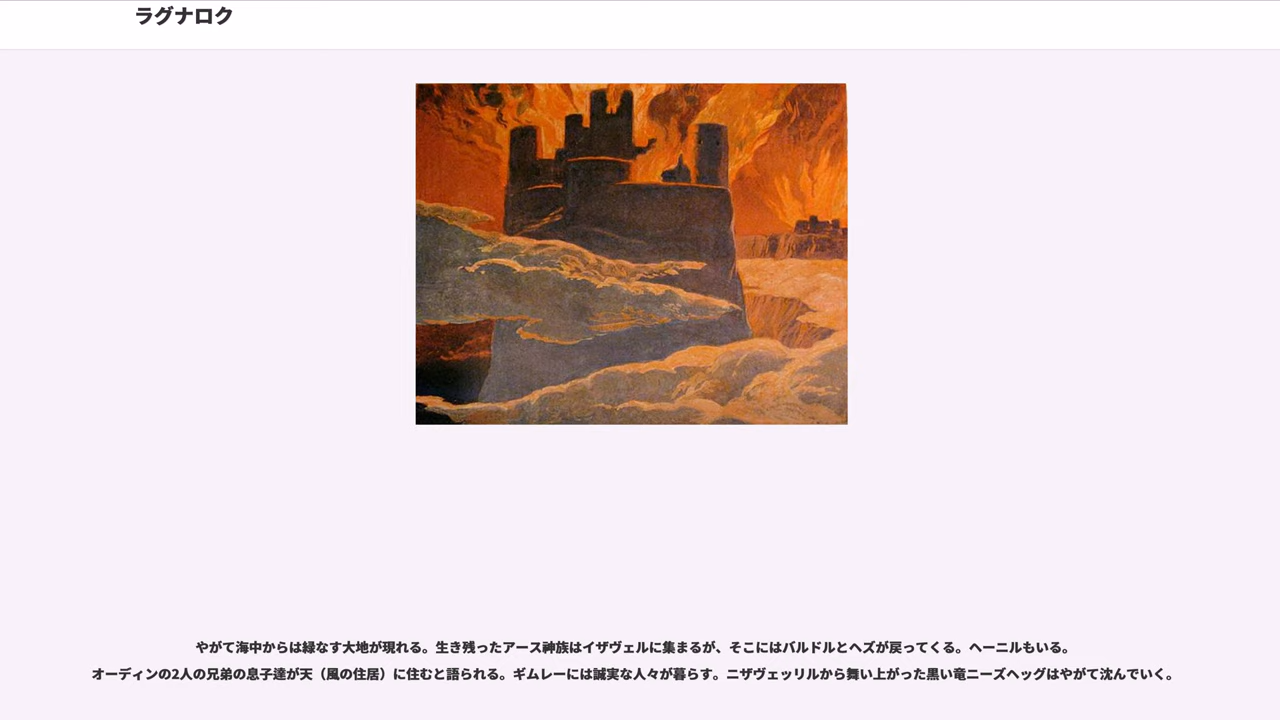 ラグナロク
やがて海中からは緑なす大地が現れる。生き残ったアース神族はイザヴェルに集まるが、そこにはバルドルとヘズが戻ってくる。ヘーニルもいる。
オーディンの2人の兄弟の息子達が天（風の住居）に住むと語られる。ギムレーには誠実な人々が暮らす。ニザヴェッリルから舞い上がった黒い竜ニーズヘッグはやがて沈んでいく。